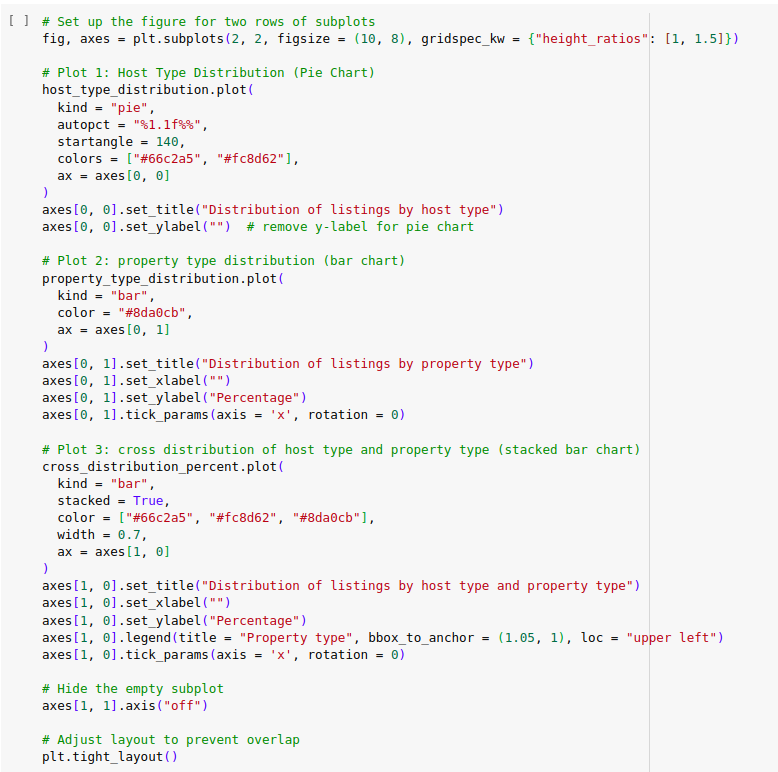 [ ] # Set up the figure for two rows of subplots
fig, axes = plt.subplots(2, 2, figsize = (10, 8), gridspec_kw = {"height_ratios": [1, 1.5]})

# Plot 1: Host Type Distribution (Pie Chart)
host_type_distribution.plot(
  kind = "pie",
  autopct = "%1.1f%%",
  startangle = 140,
  colors = ["#66c2a5", "#fc8d62"],
  ax = axes[0, 0]
)
axes[0, 0].set_title("Distribution of listings by host type")
axes[0, 0].set_ylabel("")  # remove y-label for pie chart

# Plot 2: property type distribution (bar chart)
property_type_distribution.plot(
  kind = "bar",
  color = "#8da0cb",
  ax = axes[0, 1]
)
axes[0, 1].set_title("Distribution of listings by property type")
axes[0, 1].set_xlabel("")
axes[0, 1].set_ylabel("Percentage")
axes[0, 1].tick_params(axis = 'x', rotation = 0)

# Plot 3: cross distribution of host type and property type (stacked bar chart)
cross_distribution_percent.plot(
  kind = "bar",
  stacked = True,
  color = ["#66c2a5", "#fc8d62", "#8da0cb"],
  width = 0.7,
  ax = axes[1, 0]
)
axes[1, 0].set_title("Distribution of listings by host type and property type")
axes[1, 0].set_xlabel("")
axes[1, 0].set_ylabel("Percentage")
axes[1, 0].legend(title = "Property type", bbox_to_anchor = (1.05, 1), loc = "upper left")
axes[1, 0].tick_params(axis = 'x', rotation = 0)

# Hide the empty subplot
axes[1, 1].axis("off")

# Adjust layout to prevent overlap
plt.tight_layout()